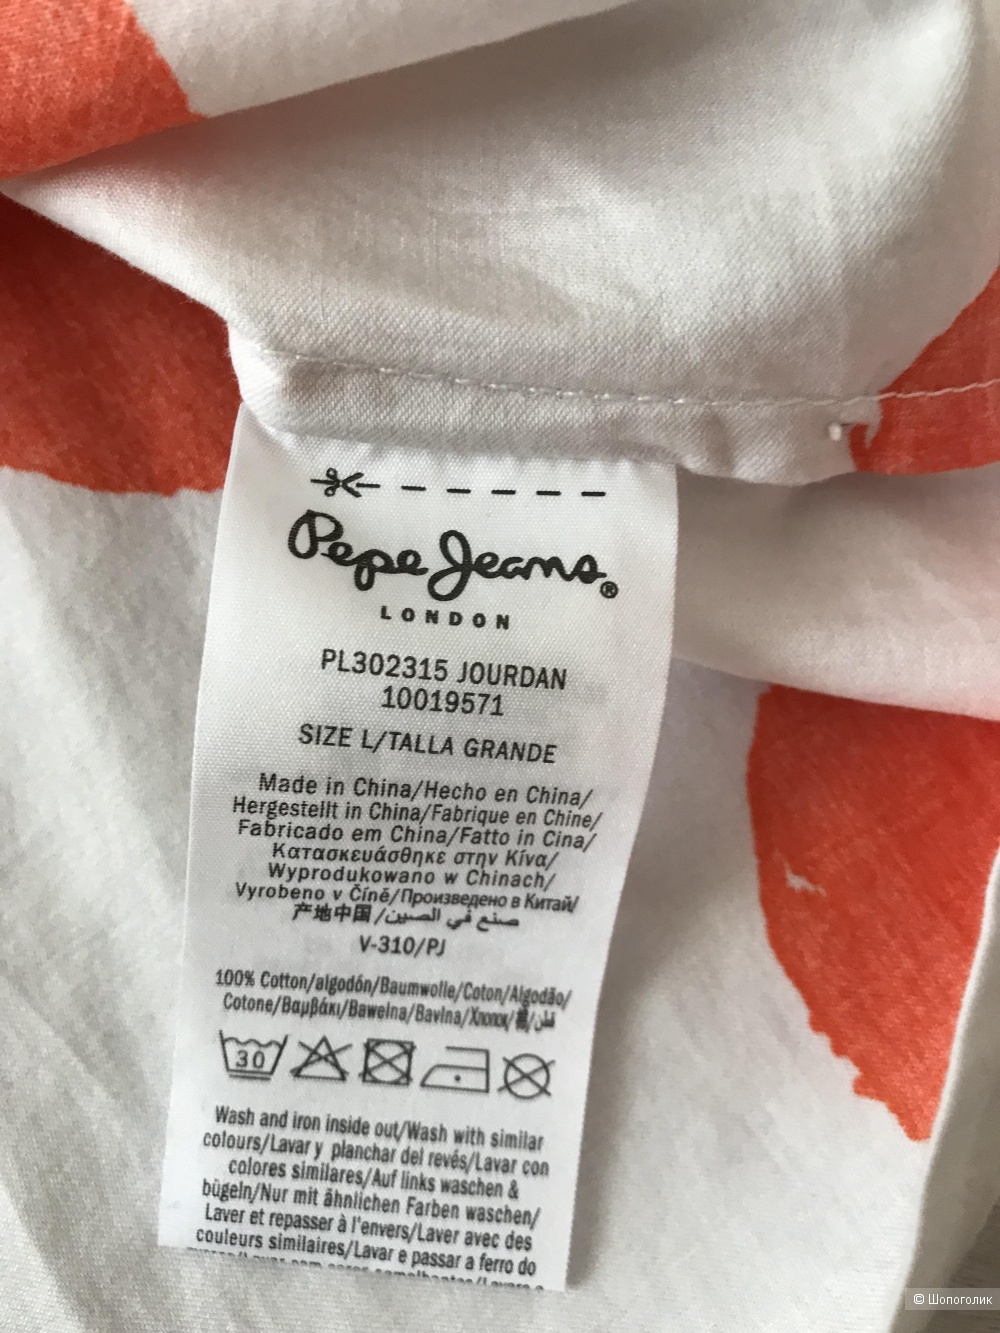 Pepe Jeans®
LONDON
PL302315 JOURDAN
10019571
SIZE L/TALLA GRANDE
Made in China/Hecho en China/
Hergestellt in China/Fabrique en Chine/
Fabricado em China/Fatto in Cina/
Κατασκευάσθηκε στην Κίνα/
Wyprodukowano w Chinach/
Vyrobeno v Číně/Произведено в Китай/
产地中国/صنع في الصين
V-310/PJ
100% Cotton/algodón/Baumwolle/Coton/Algodão/
Cotone/Βαμβάκι/Bawełna/Bavlna/Хлопок/棉/قطن
30
Wash and iron inside out/Wash with similar
colours/Lavar y planchar del revés/Lavar con
colores similares/Auf links waschen &
bügeln/Nur mit ähnlichen Farben waschen/
Laver et repasser à l'envers/Laver avec des
couleurs similaires/Lavar e passar a ferro do
© Шопоголик